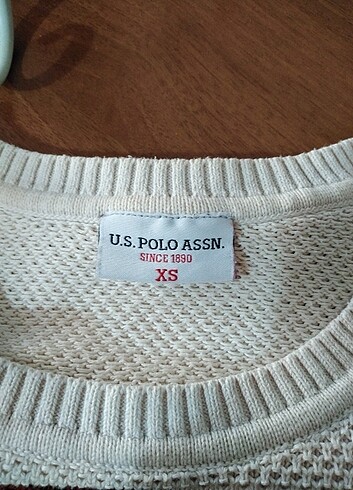 U.S. POLO ASSN.
SINCE 1890
XS